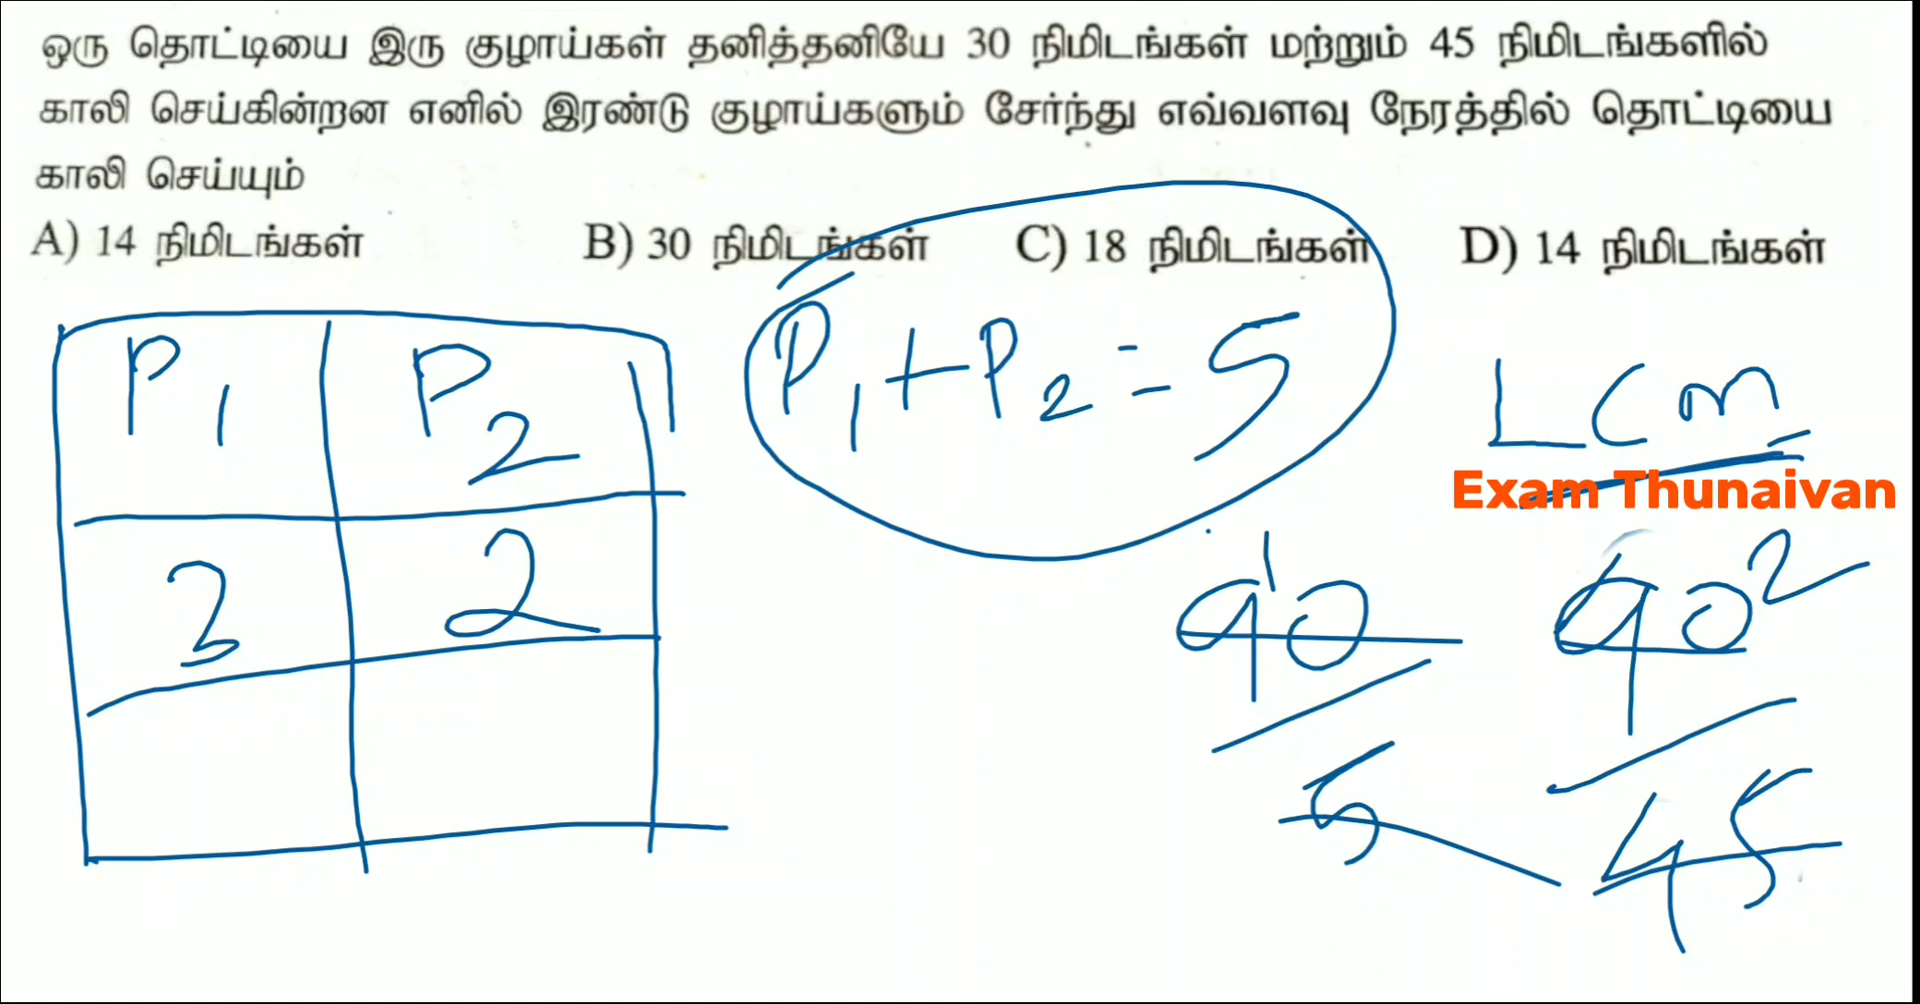 ஒரு தொட்டியை இரு குழாய்கள் தனித்தனியே 30 நிமிடங்கள் மற்றும் 45 நிமிடங்களில்
காலி செய்கின்றன எனில் இரண்டு குழாய்களும் சேர்ந்து எவ்வளவு நேரத்தில் தொட்டியை
காலி செய்யும்
A) 14 நிமிடங்கள் B) 30 நிமிடங்கள் C) 18 நிமிடங்கள் D) 14 நிமிடங்கள்
P1 P2
3 2
P1 + P2 = 5
LCM
Exam Thunaivan
90 90 2
5 45